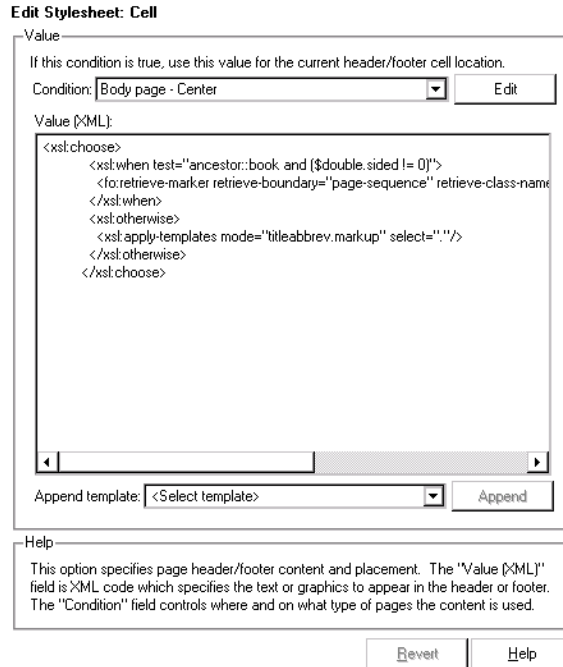 Edit Stylesheet: Cell
Value
If this condition is true, use this value for the current header/footer cell location.
Condition: Body page - Center Edit
Value (XML):
<xsl:choose>
<xsl:when test="ancestor::book and ($double.sided != 0)">
<fo:retrieve-marker retrieve-boundary="page-sequence" retrieve-class-name
</xsl:when>
<xsl:otherwise>
<xsl:apply-templates mode="titleabbrev.markup" select="."/>
</xsl:otherwise>
</xsl:choose>
Append template: <Select template> Append
Help
This option specifies page header/footer content and placement. The "Value (XML)"
field is XML code which specifies the text or graphics to appear in the header or footer.
The "Condition" field controls where and on what type of pages the content is used.
Revert Help